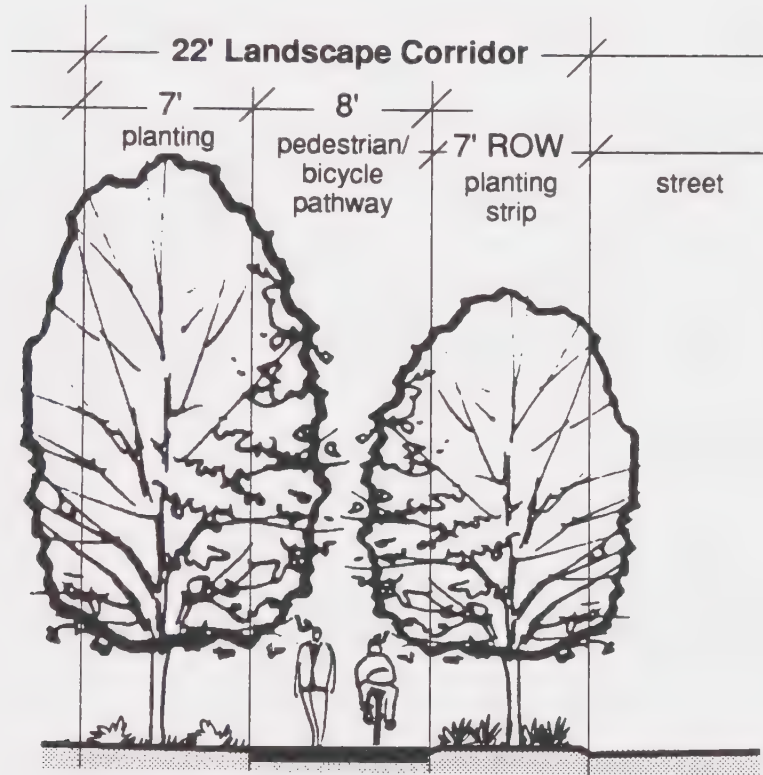 22' Landscape Corridor
7'
planting
8'
pedestrian/
bicycle
pathway
7' ROW
planting
strip
street